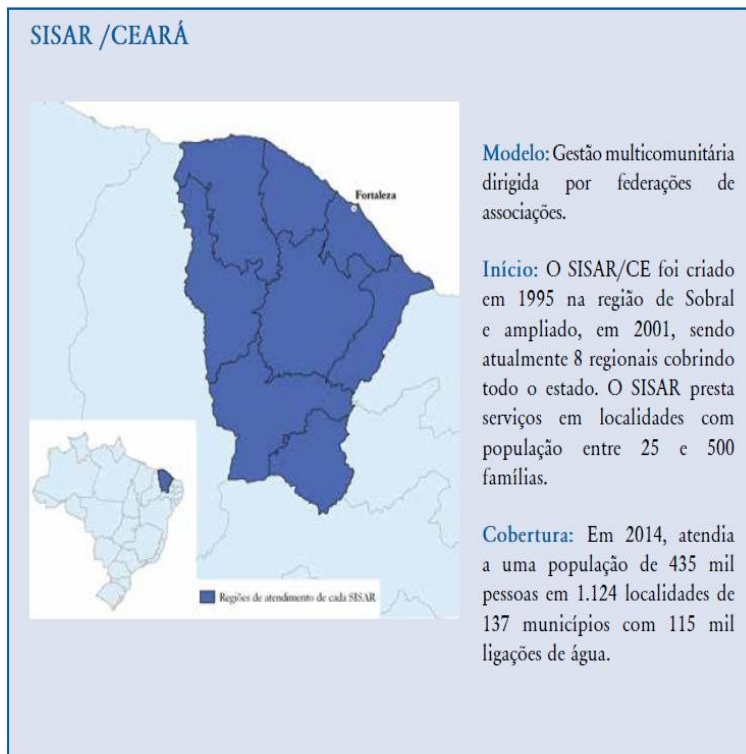 SISAR /CEARÁ
Fortaleza
Regiões de atendimento de cada SISAR
Modelo: Gestão multicomunitária
dirigida por federações de
associações.
Início: O SISAR/CE foi criado
em 1995 na região de Sobral
e ampliado, em 2001, sendo
atualmente 8 regionais cobrindo
todo o estado. O SISAR presta
serviços em localidades com
população entre 25 e 500
famílias.
Cobertura: Em 2014, atendia
a uma população de 435 mil
pessoas em 1.124 localidades de
137 municípios com 115 mil
ligações de água.